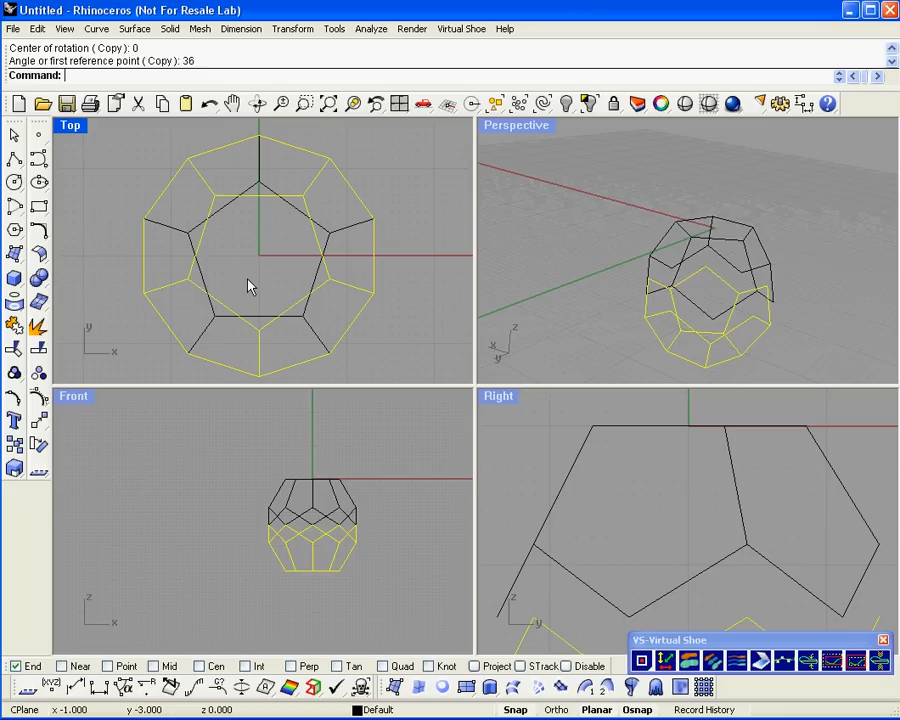 Untitled - Rhinoceros (Not For Resale Lab)
File Edit View Curve Surface Solid Mesh Dimension Transform Tools Analyze Render Virtual Shoe Help
Center of rotation ( Copy ): 0
Angle or first reference point ( Copy ): 36
Command:
Top
Perspective
y
x
z
x
y
Front
Right
z
x
z
y
VS-Virtual Shoe
End Near Point Mid Cen Int Perp Tan Quad Knot Project STrack Disable
CPlane x -1.000 y -3.000 z 0.000 Default Snap Ortho Planar Osnap Record History